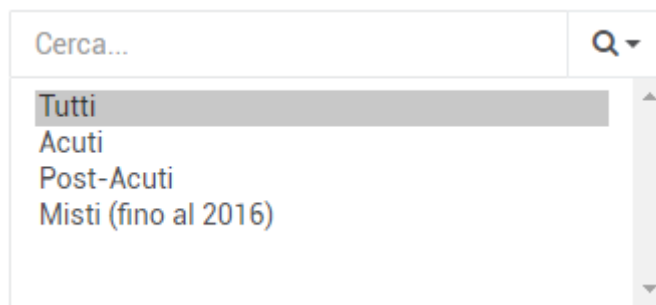 Cerca...
Tutti
Acuti
Post-Acuti
Misti (fino al 2016)